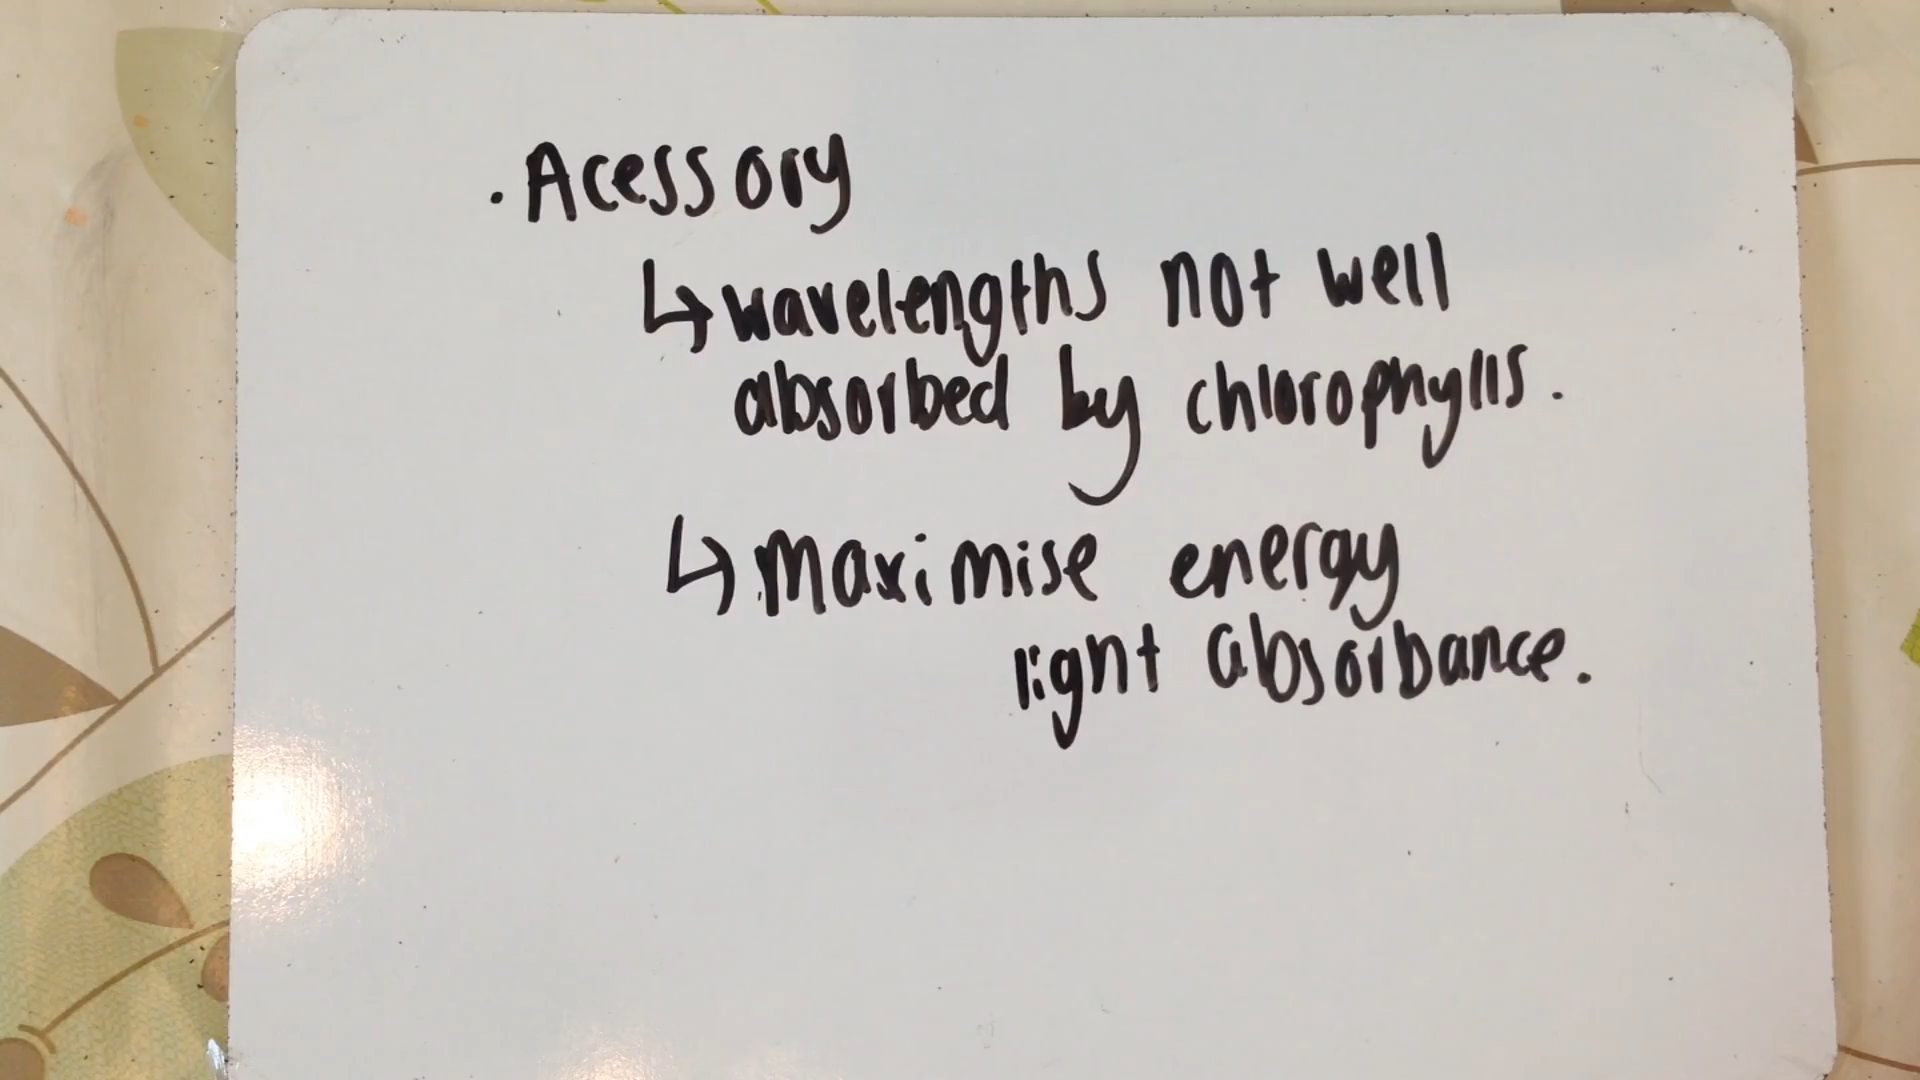 . Acessory
↳ wavelengths not well
absorbed by chlorophylls.
↳ maximise energy
light absorbance.